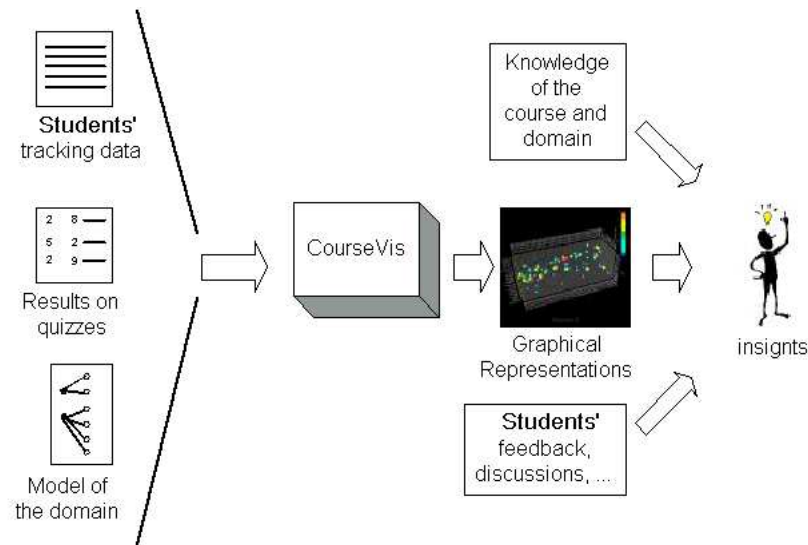 Students'
tracking data
2 8
5 2
2 9
Results on
quizzes
Model of
the domain
CourseVis
Graphical
Representations
Knowledge
of the
course and
domain
Students'
feedback,
discussions, ...
insignts